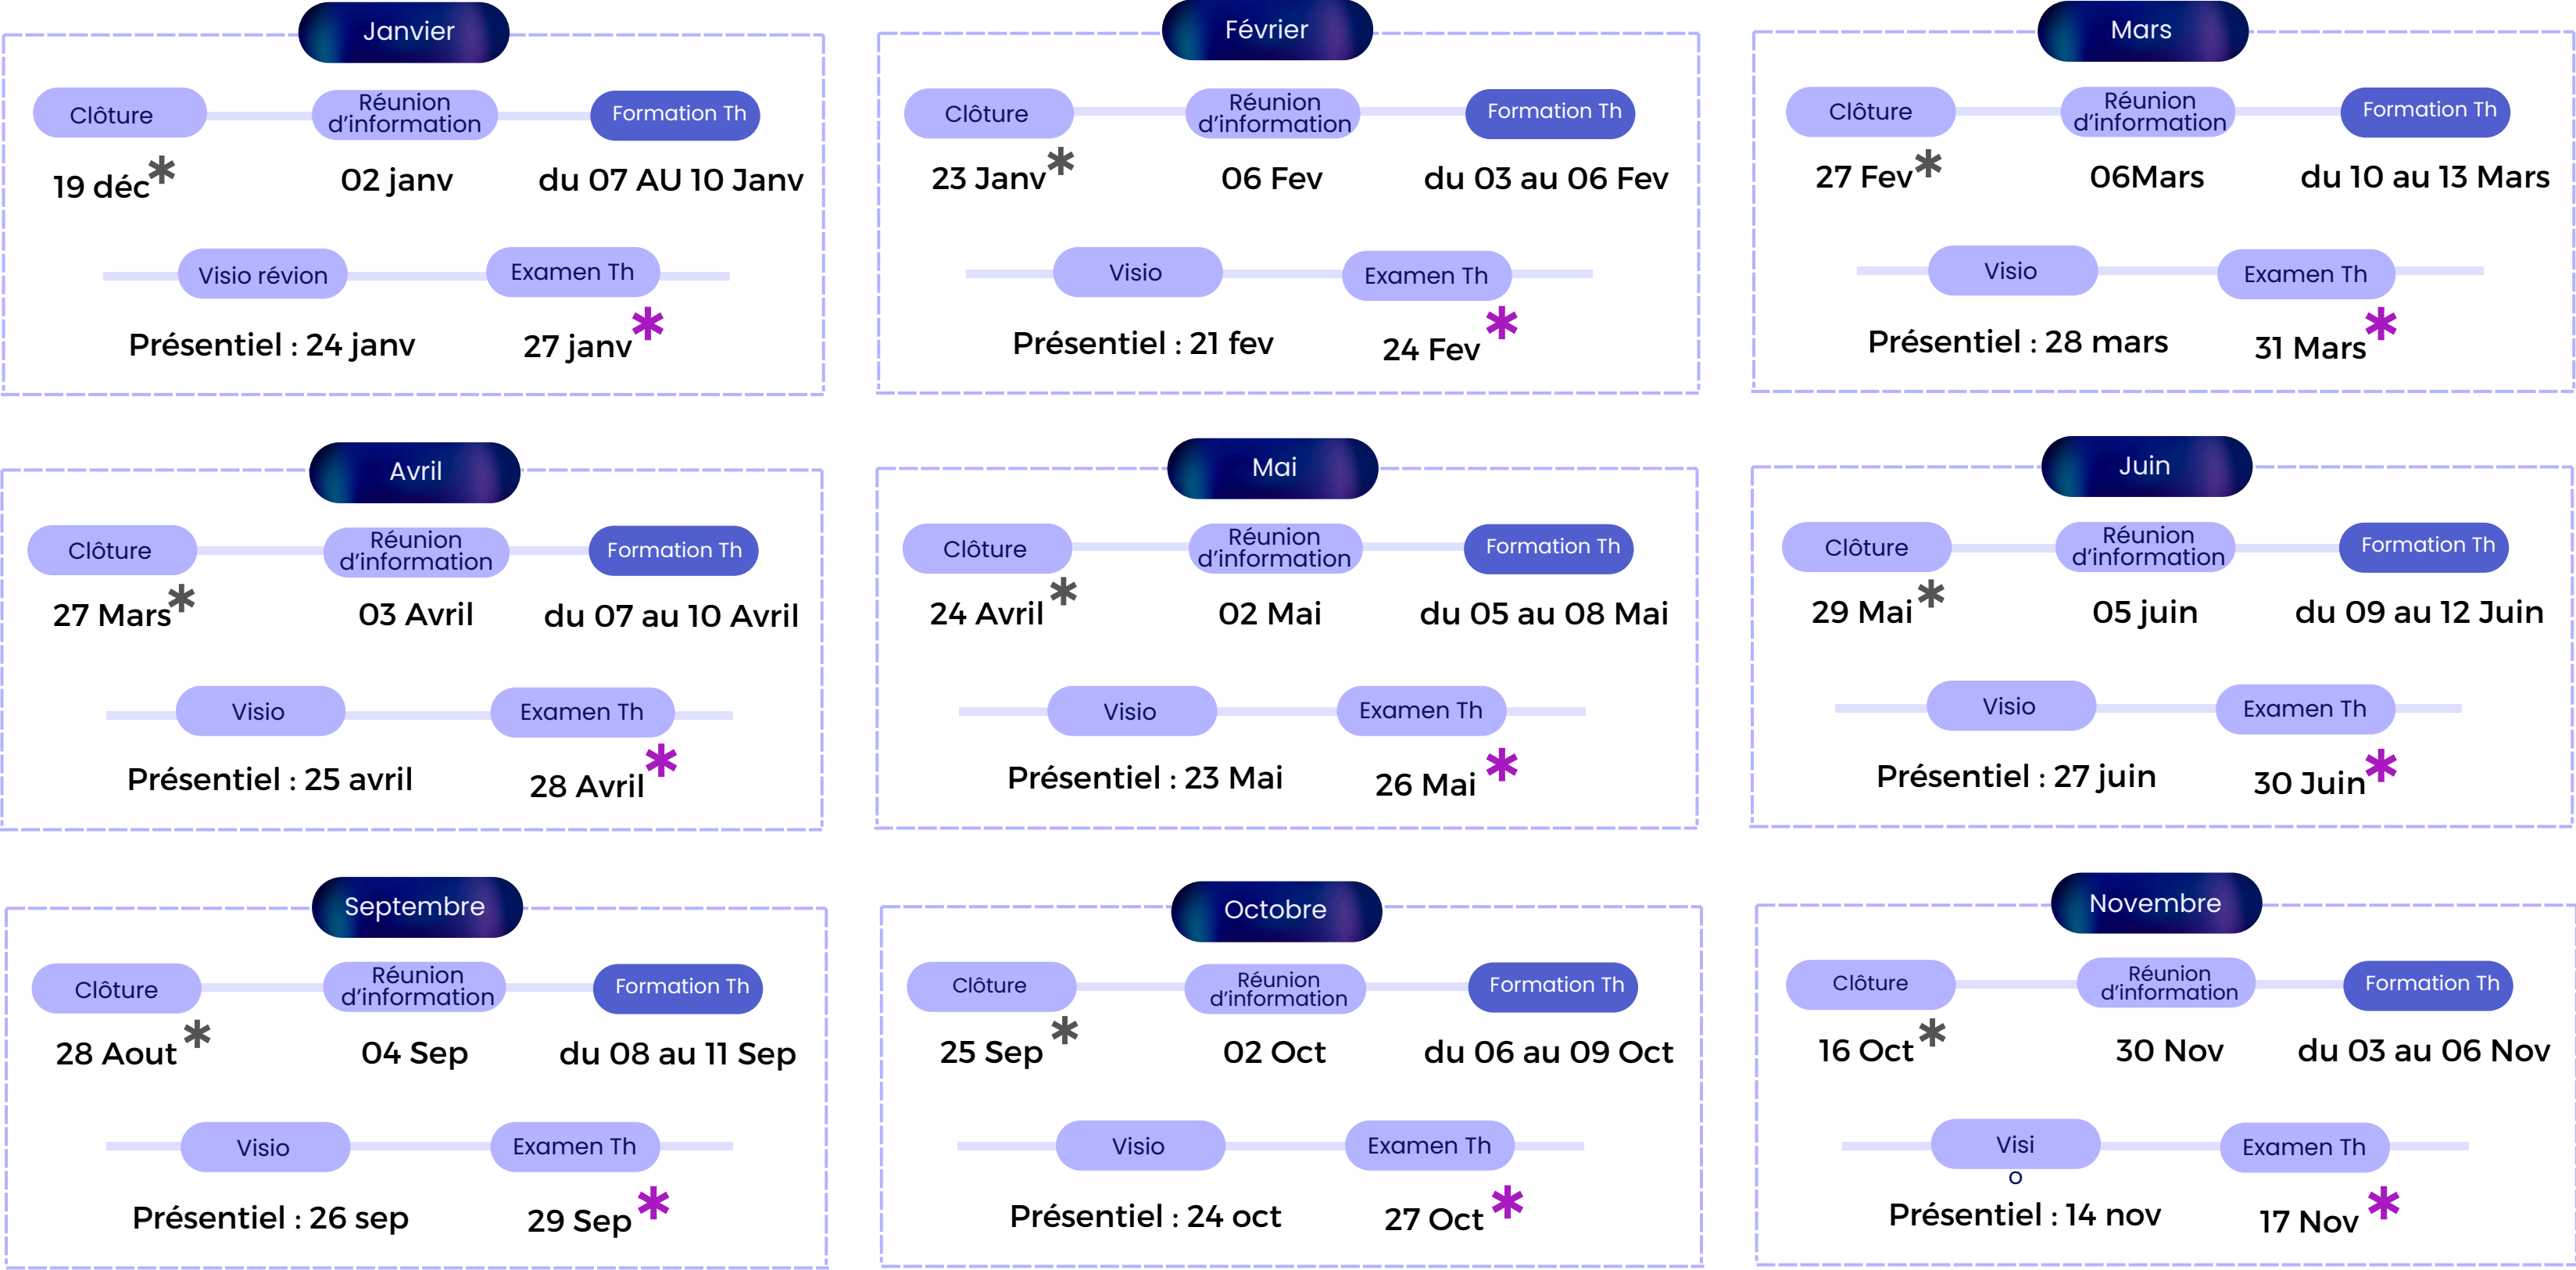 Janvier
Clôture
Réunion
d’information
Formation Th
19 déc*
02 janv
du 07 AU 10 Janv
Visio révion
Examen Th
Présentiel : 24 janv
27 janv*
Février
Clôture
Réunion
d’information
Formation Th
23 Janv*
06 Fev
du 03 au 06 Fev
Visio
Examen Th
Présentiel : 21 fev
24 Fev*
Mars
Clôture
Réunion
d’information
Formation Th
27 Fev*
06Mars
du 10 au 13 Mars
Visio
Examen Th
Présentiel : 28 mars
31 Mars*
Avril
Clôture
Réunion
d’information
Formation Th
27 Mars*
03 Avril
du 07 au 10 Avril
Visio
Examen Th
Présentiel : 25 avril
28 Avril*
Mai
Clôture
Réunion
d’information
Formation Th
24 Avril*
02 Mai
du 05 au 08 Mai
Visio
Examen Th
Présentiel : 23 Mai
26 Mai*
Juin
Clôture
Réunion
d’information
Formation Th
29 Mai*
05 juin
du 09 au 12 Juin
Visio
Examen Th
Présentiel : 27 juin
30 Juin*
Septembre
Clôture
Réunion
d’information
Formation Th
28 Aout*
04 Sep
du 08 au 11 Sep
Visio
Examen Th
Présentiel : 26 sep
29 Sep*
Octobre
Clôture
Réunion
d’information
Formation Th
25 Sep*
02 Oct
du 06 au 09 Oct
Visio
Examen Th
Présentiel : 24 oct
27 Oct*
Novembre
Clôture
Réunion
d’information
Formation Th
16 Oct*
30 Nov
du 03 au 06 Nov
Visi
o
Examen Th
Présentiel : 14 nov
17 Nov*